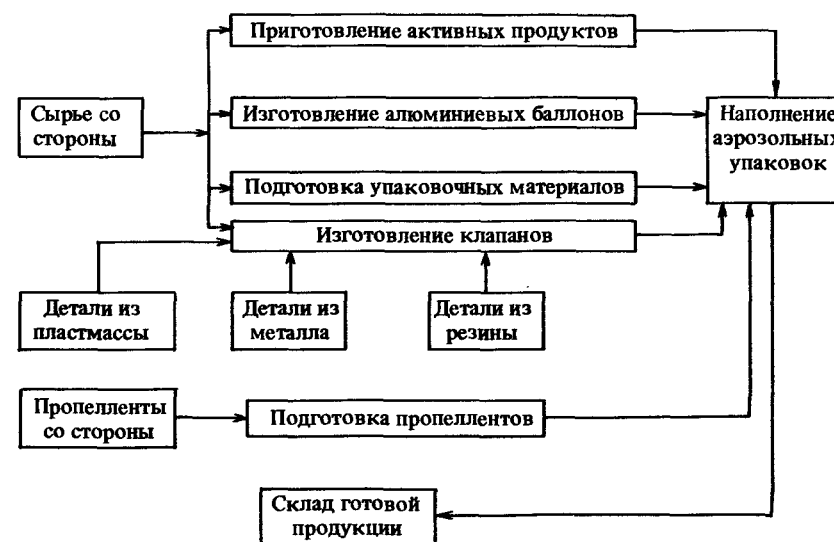 Приготовление активных продуктов
Сырье со
стороны
Изготовление алюминиевых баллонов
Наполнение
аэрозольных
упаковок
Подготовка упаковочных материалов
Изготовление клапанов
Детали из
пластмассы
Детали из
металла
Детали из
резины
Пропелленты
со стороны
Подготовка пропеллентов
Склад готовой
продукции